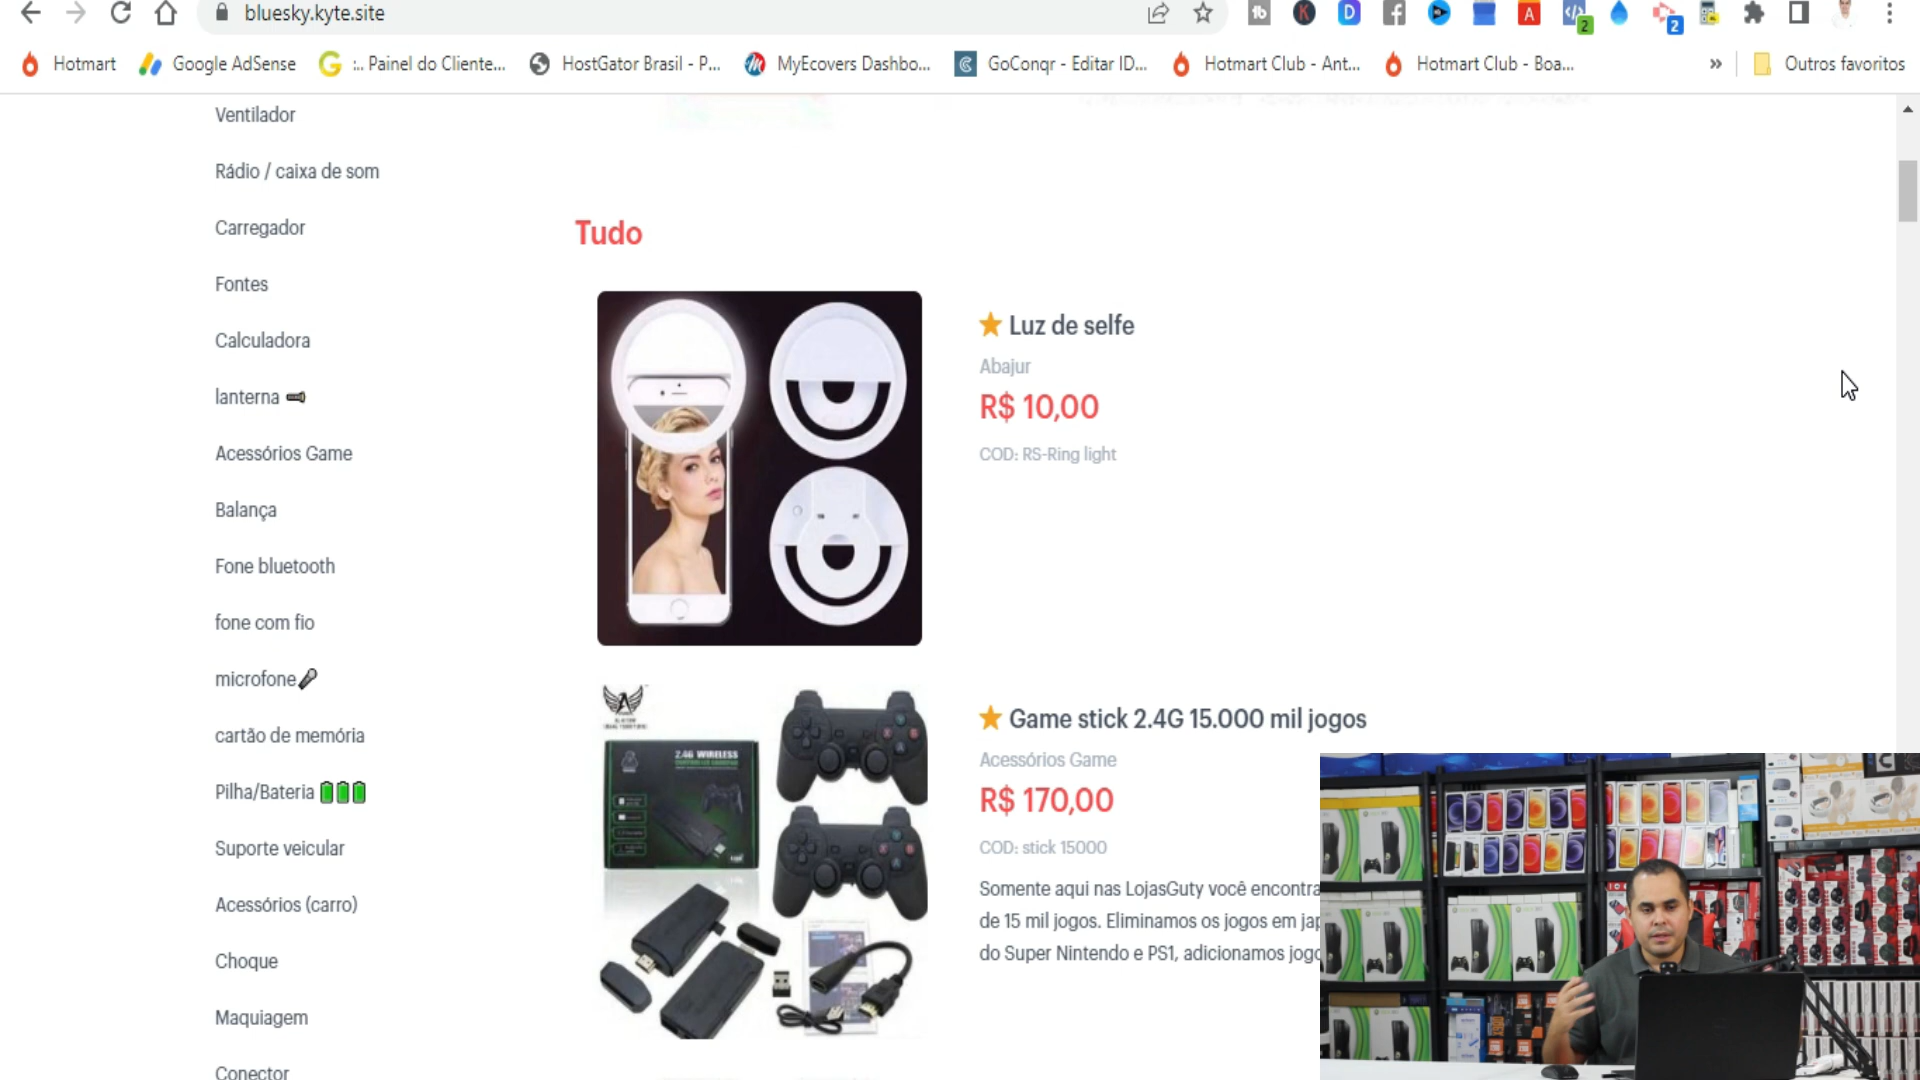 bluesky.kyte.site
Hotmart
Google AdSense
:.. Painel do Cliente...
HostGator Brasil - P...
MyEcovers Dashbo...
GoConqr - Editar ID...
Hotmart Club - Ant...
Hotmart Club - Boa...
»
Outros favoritos
Ventilador
Rádio / caixa de som
Carregador
Fontes
Calculadora
lanterna
Acessórios Game
Balança
Fone bluetooth
fone com fio
microfone
cartão de memória
Pilha/Bateria
Suporte veicular
Acessórios (carro)
Choque
Maquiagem
Conector
Tudo
Luz de selfe
Abajur
R$ 10,00
COD: RS-Ring light
2.4G WIRELESS
Game stick 2.4G 15.000 mil jogos
Acessórios Game
R$ 170,00
COD: stick 15000
Somente aqui nas LojasGuty você encontra
de 15 mil jogos. Eliminamos os jogos em jap
do Super Nintendo e PS1, adicionamos jogo